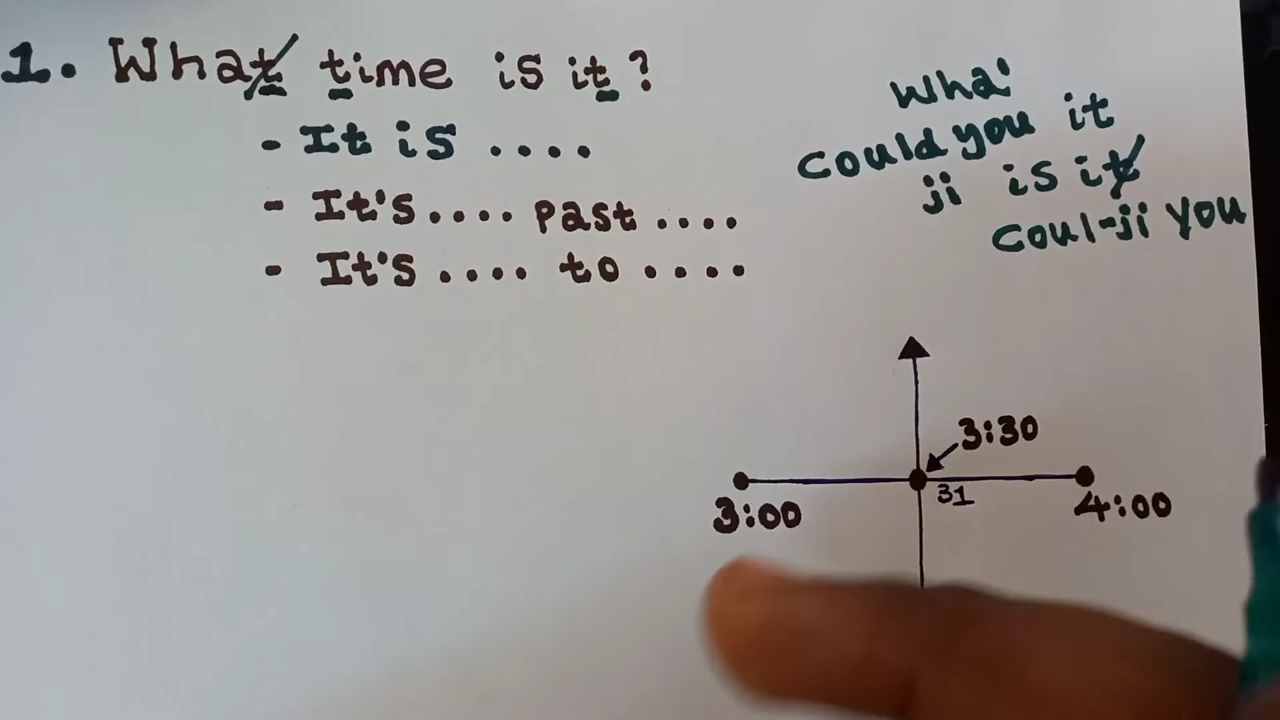 1. What time is it?
- It is ....
- It's .... past ....
- It's .... to ....
wha'
could you it
ji is it
coul-ji you
3:30
31
3:00
4:00